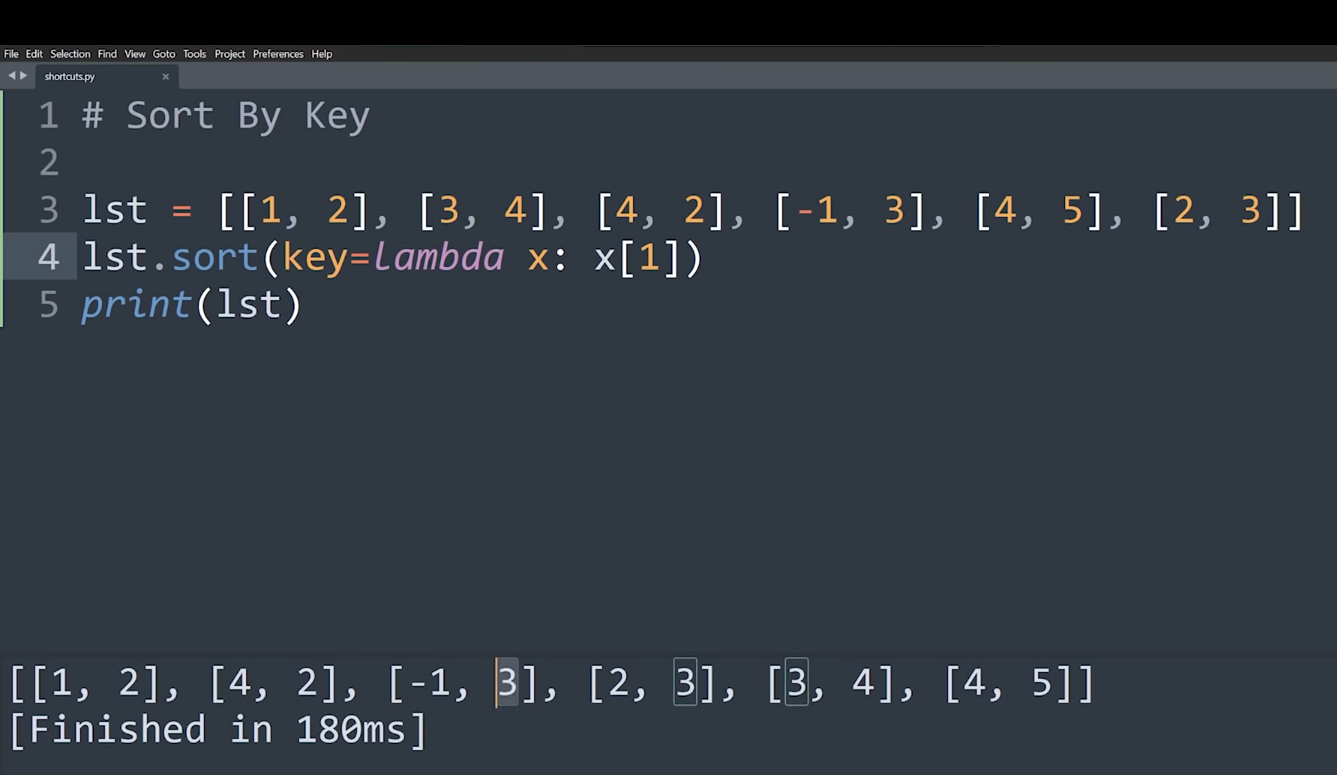 File Edit Selection Find View Goto Tools Project Preferences Help
shortcuts.py ×
1 # Sort By Key
2
3 lst = [[1, 2], [3, 4], [4, 2], [-1, 3], [4, 5], [2, 3]]
4 lst.sort(key=lambda x: x[1])
5 print(lst)
[[1, 2], [4, 2], [-1, 3], [2, 3], [3, 4], [4, 5]]
[Finished in 180ms]